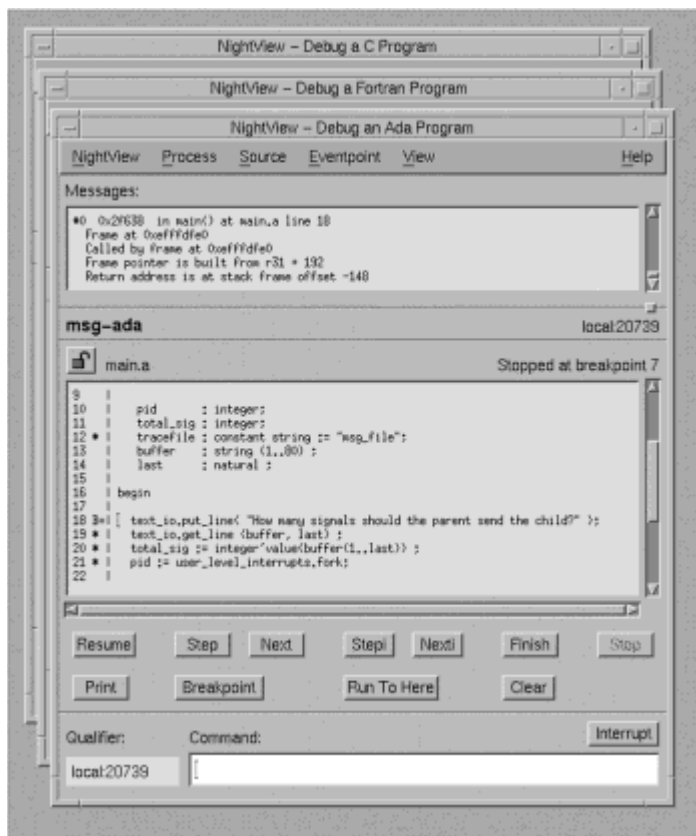 NightView – Debug a C Program
NightView – Debug a Fortran Program
NightView – Debug an Ada Program
NightView Process Source Eventpoint View Help
Messages:
#0 0x2f638 in main() at main.a line 18
Frame at 0xefffdfe0
Called by frame at 0xefffdfe0
Frame pointer is built from r31 + 192
Return address is at stack frame offset -148
msg-ada local:20739
main.a Stopped at breakpoint 7
9 |
10 | pid : integer;
11 | total_sig : integer;
12 * | tracefile : constant string := "msg_file";
13 | buffer : string (1..80) ;
14 | last : natural ;
15 |
16 | begin
17 |
18 B=| [ text_io.put_line( "How many signals should the parent send the child?" );
19 * | text_io.get_line (buffer, last) ;
20 * | total_sig := integer'value(buffer(1..last)) ;
21 * | pid := user_level_interrupts.fork;
22 |
Resume Step Next Stepi Nexti Finish Stop
Print Breakpoint Run To Here Clear
Qualifier: Command: Interrupt
local:20739 [